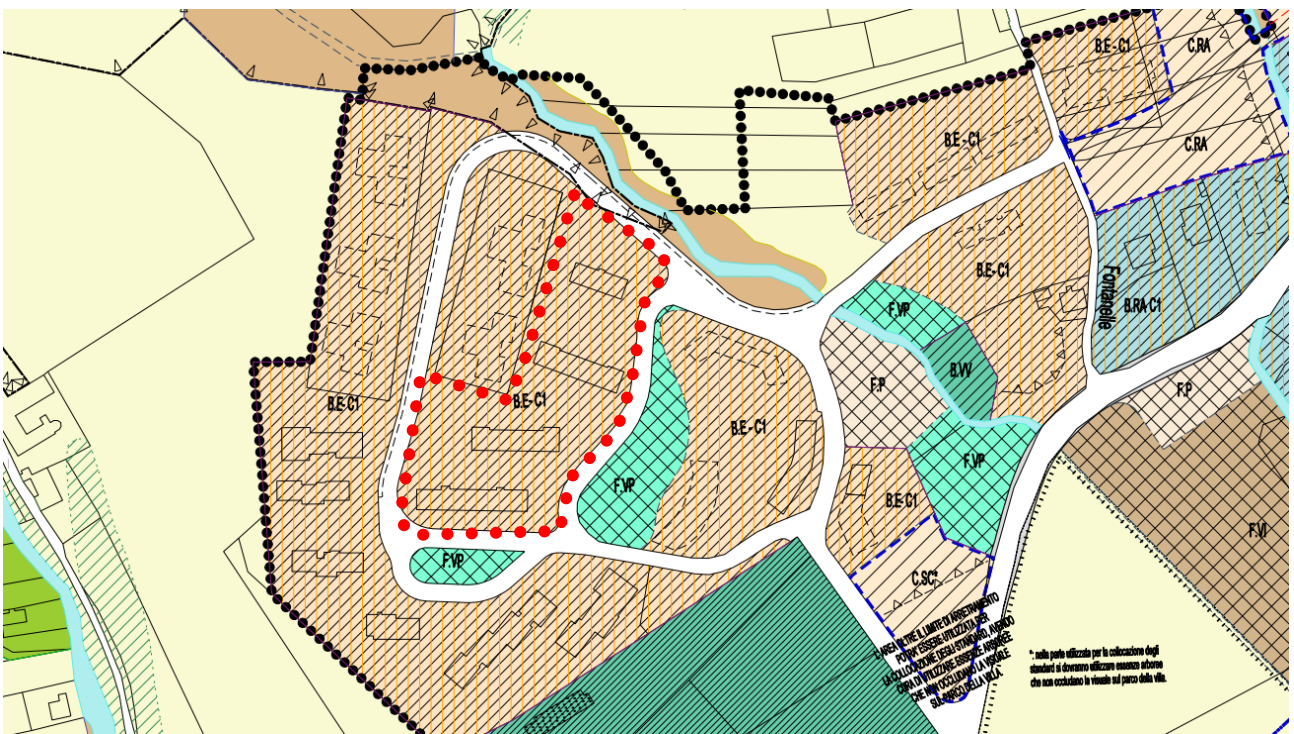 B.E - C1
C.RA
C.RA
B.E - C1
B.E - C1
Fontanelle
B.RA C1
F.VP
B.VV
F.P
F.P
B.E- C1
B.E- C1
B.E- C1
F.VP
F.VP
B.E- C1
F.VI
F.VP
C.SC*
L'AREA OLTRE IL LIMITE DI ARRETRAMENTO
POTRA' ESSERE UTILIZZATA PER
LA COLLOCAZIONE DEGLI STANDARD, AVENDO
CURA DI UTILIZZARE ESSENZE ARBOREE
CHE NON OCCLUDANO LA VISUALE
SUL PARCO DELLA VILLA.
*: nella parte utilizzata per la collocazione degli
standard si dovranno utilizzare essenze arboree
che non occludano la visuale sul parco della villa.